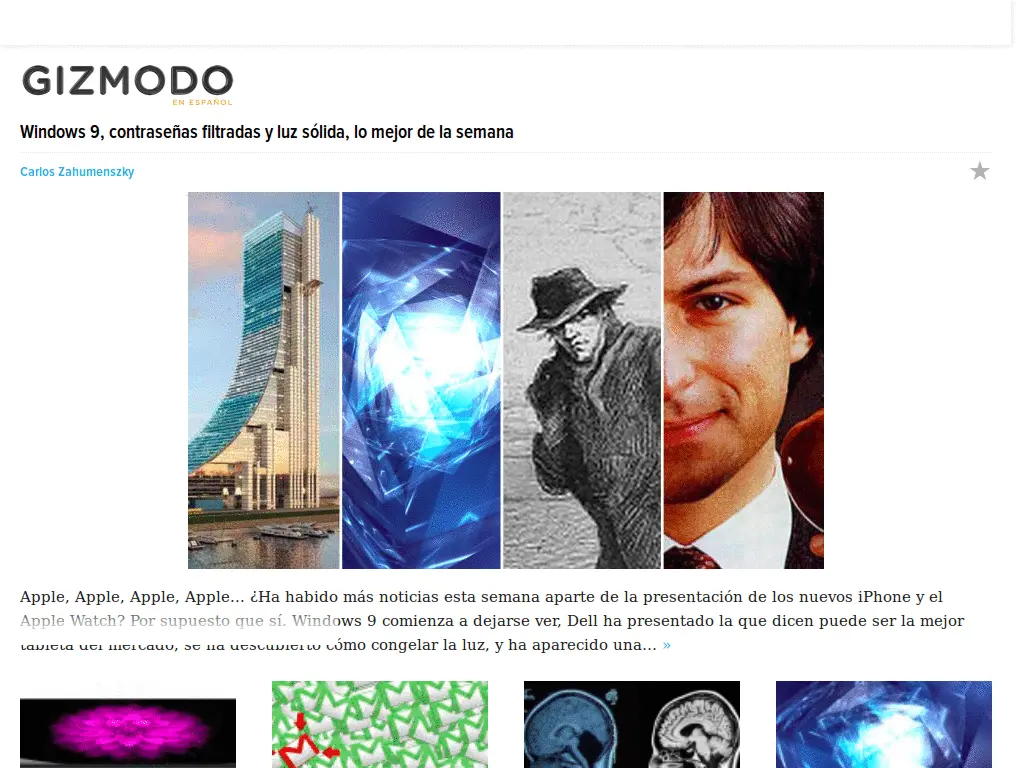 GIZMODO
EN ESPAÑOL
Windows 9, contraseñas filtradas y luz sólida, lo mejor de la semana
Carlos Zahumenszky
Apple, Apple, Apple, Apple... ¿Ha habido más noticias esta semana aparte de la presentación de los nuevos iPhone y el
Apple Watch? Por supuesto que sí. Windows 9 comienza a dejarse ver, Dell ha presentado la que dicen puede ser la mejor
tableta del mercado, se ha descubierto cómo congelar la luz, y ha aparecido una... »